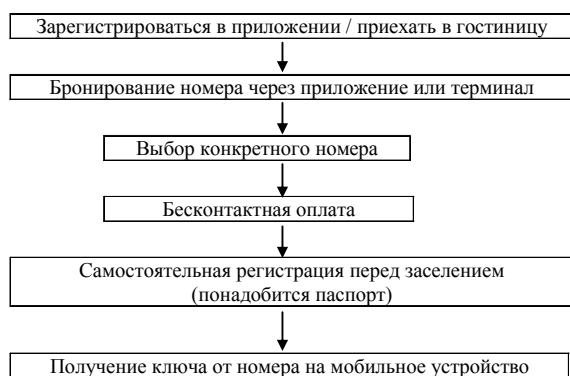 Зарегистрироваться в приложении / приехать в гостиницу
Бронирование номера через приложение или терминал
Выбор конкретного номера
Бесконтактная оплата
Самостоятельная регистрация перед заселением
(понадобится паспорт)
Получение ключа от номера на мобильное устройство